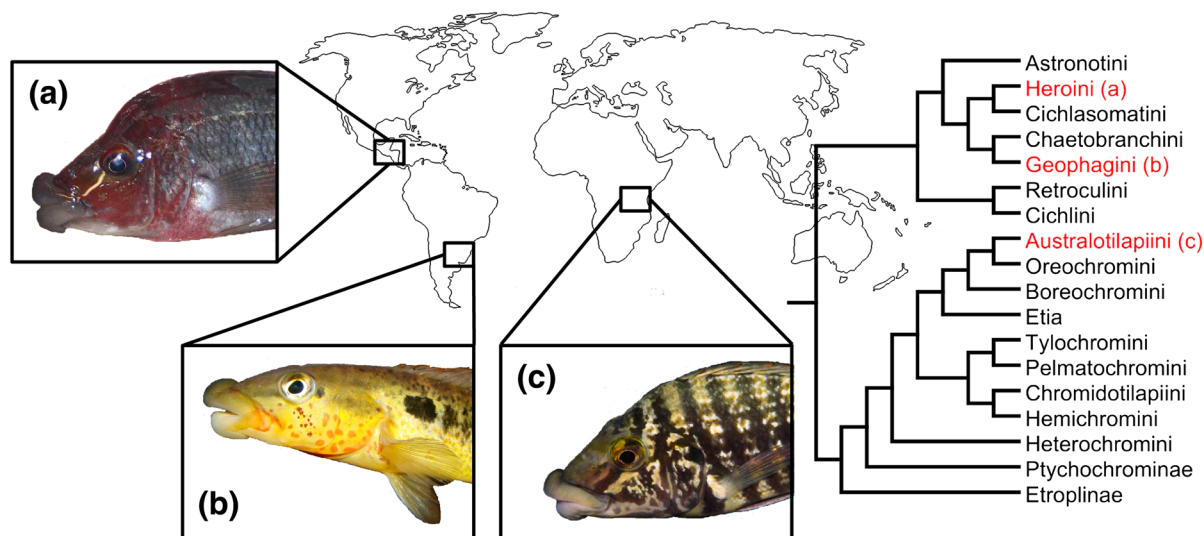 (a)
(b)
(c)
Astronotini
Heroini (a)
Cichlasomatini
Chaetobranchini
Geophagini (b)
Retroculini
Cichlini
Australotilapiini (c)
Oreochromini
Boreochromini
Etia
Tylochromini
Pelmatochromini
Chromidotilapiini
Hemichromini
Heterochromini
Ptychochrominae
Etroplinae